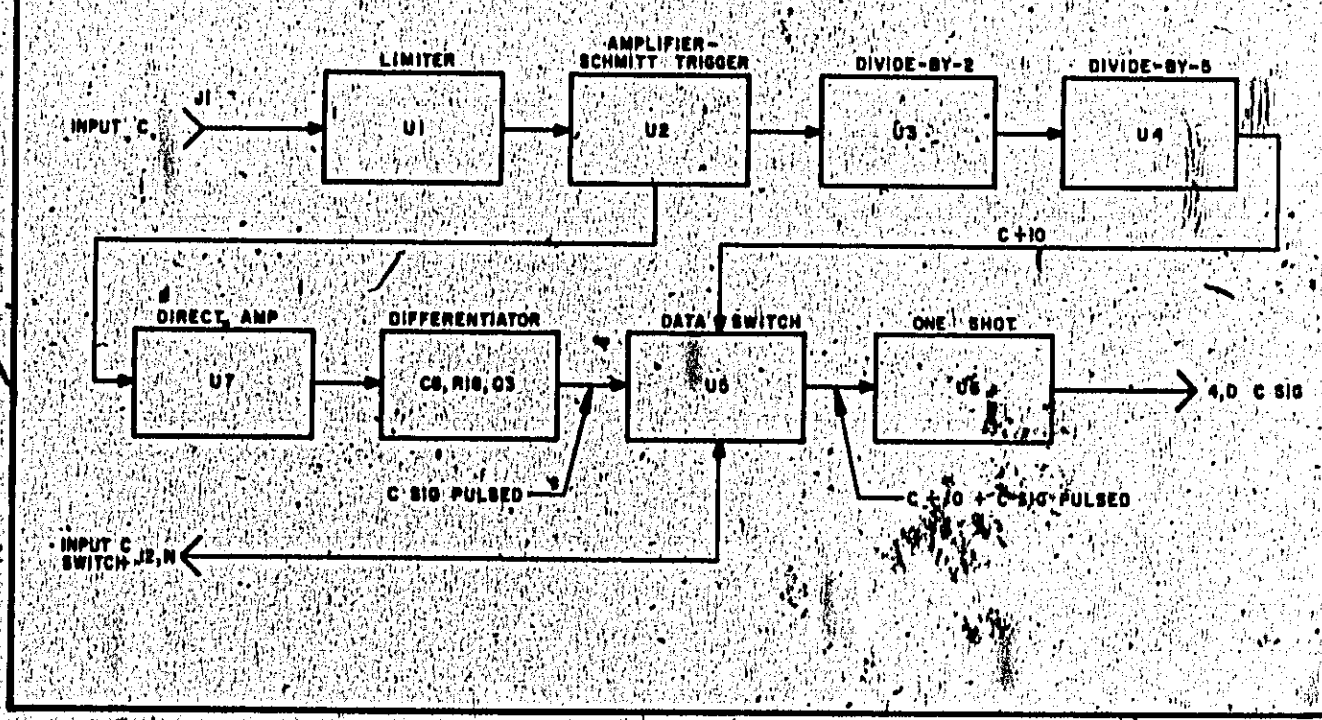 LIMITER
AMPLIFIER-
SCHMITT TRIGGER
DIVIDE-BY-2
DIVIDE-BY-5
J1
INPUT C
U1
U2
U3
U4
C ÷ 10
DIRECT AMP
DIFFERENTIATOR
DATA SWITCH
ONE SHOT
U7
C8, R18, Q3
U5
U6
4,D C SIG
C SIG PULSED
C ÷ 10 + C SIG PULSED
INPUT C
SWITCH J2,N